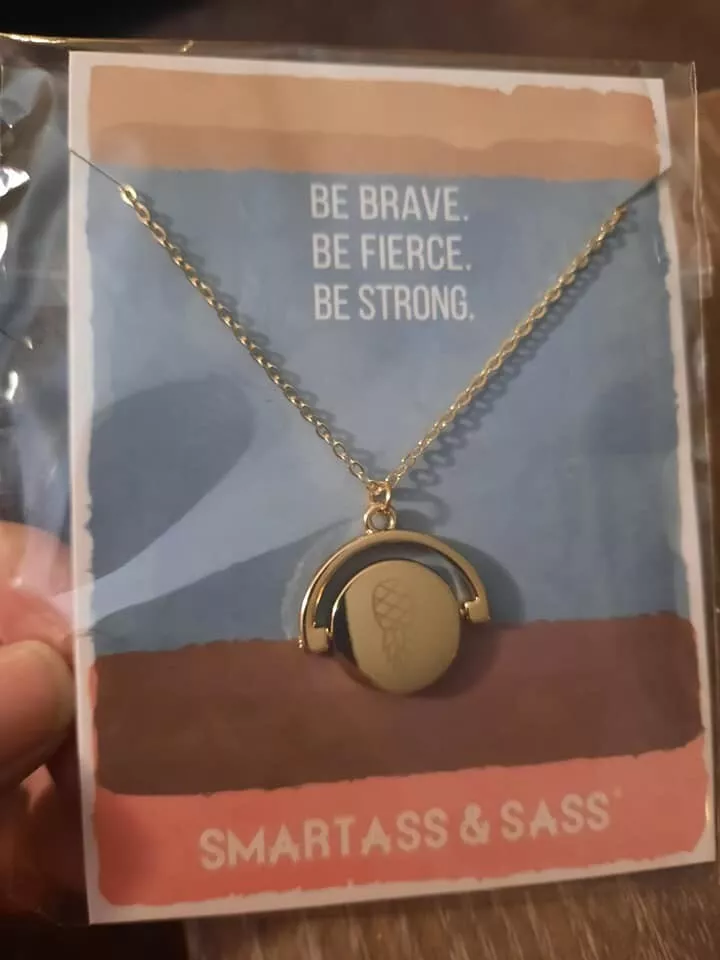 BE BRAVE.
BE FIERCE.
BE STRONG.
SMARTASS & SASS